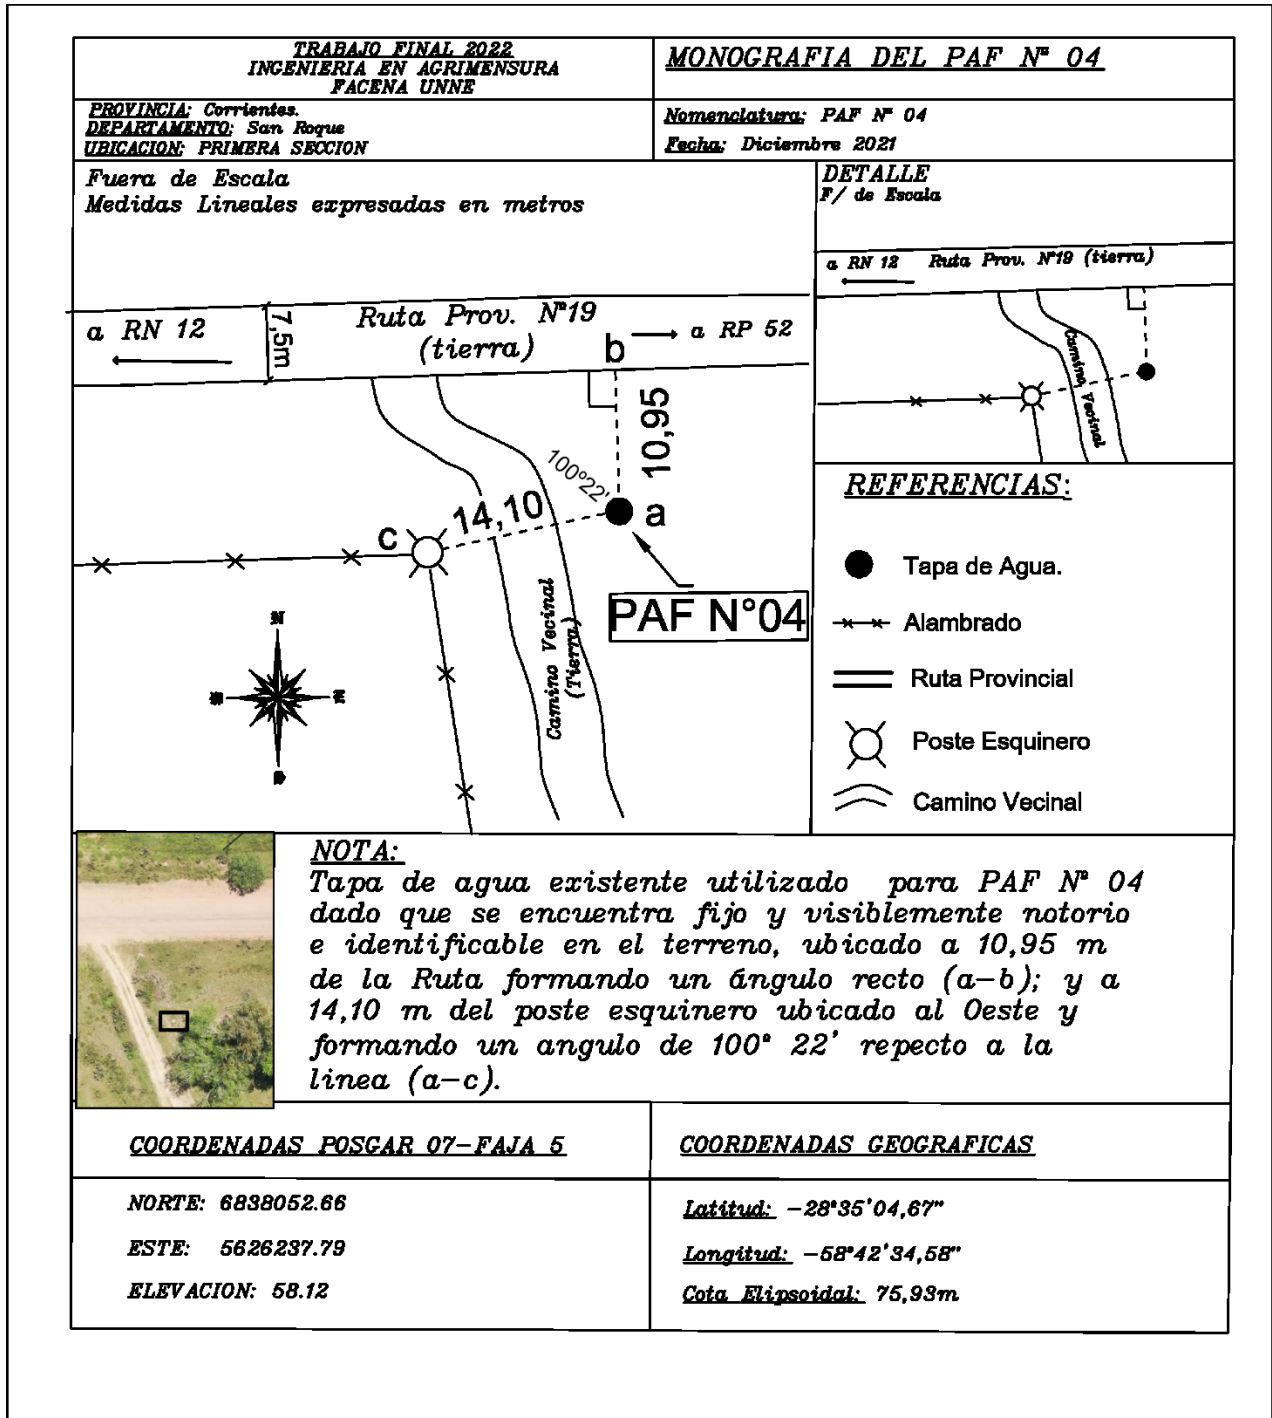 TRABAJO FINAL 2022
INGENIERIA EN AGRIMENSURA
FACENA UNNE
MONOGRAFIA DEL PAF Nº 04
PROVINCIA: Corrientes.
DEPARTAMENTO: San Roque
UBICACION: PRIMERA SECCION
Nomenclatura: PAF Nº 04
Fecha: Diciembre 2021
Fuera de Escala
Medidas Lineales expresadas en metros
DETALLE
F/ de Escala
a RN 12
7,5m
Ruta Prov. Nº19
(tierra)
b
a RP 52
10,95
100º22'
14,10
a
c
PAF N°04
Camino Vecinal
(Tierra)
N
a RN 12 Ruta Prov. Nº19 (tierra)
Camino Vecinal
REFERENCIAS:
Tapa de Agua.
Alambrado
Ruta Provincial
Poste Esquinero
Camino Vecinal
NOTA:
Tapa de agua existente utilizado para PAF Nº 04
dado que se encuentra fijo y visiblemente notorio
e identificable en el terreno, ubicado a 10,95 m
de la Ruta formando un ángulo recto (a-b); y a
14,10 m del poste esquinero ubicado al Oeste y
formando un angulo de 100º 22' repecto a la
linea (a-c).
COORDENADAS POSGAR 07-FAJA 5
NORTE: 6838052.66
ESTE: 5626237.79
ELEVACION: 58.12
COORDENADAS GEOGRAFICAS
Latitud: -28º35'04,67"
Longitud: -58º42'34,58"
Cota Elipsoidal: 75,93m